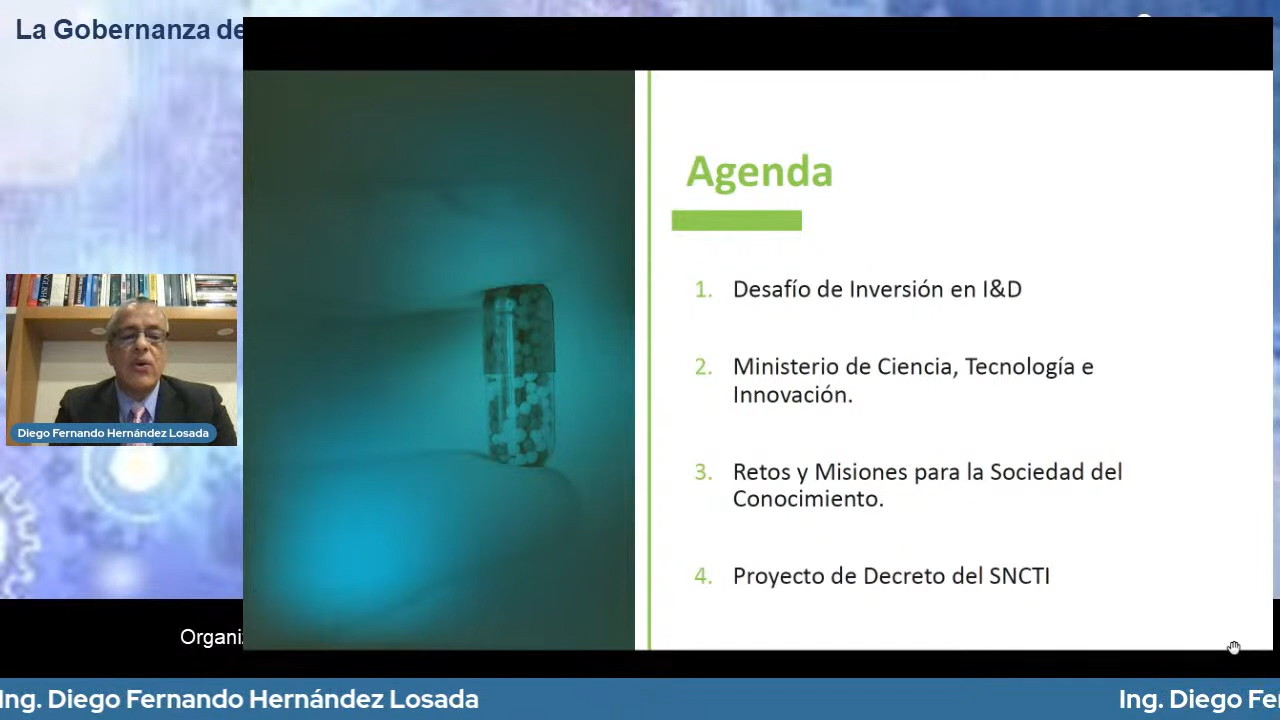 La Gobernanza de
Agenda
1. Desafío de Inversión en I&D
2. Ministerio de Ciencia, Tecnología e
Innovación.
3. Retos y Misiones para la Sociedad del
Conocimiento.
4. Proyecto de Decreto del SNCTI
Diego Fernando Hernández Losada
Organi
Ing. Diego Fernando Hernández Losada
Ing. Diego Fe